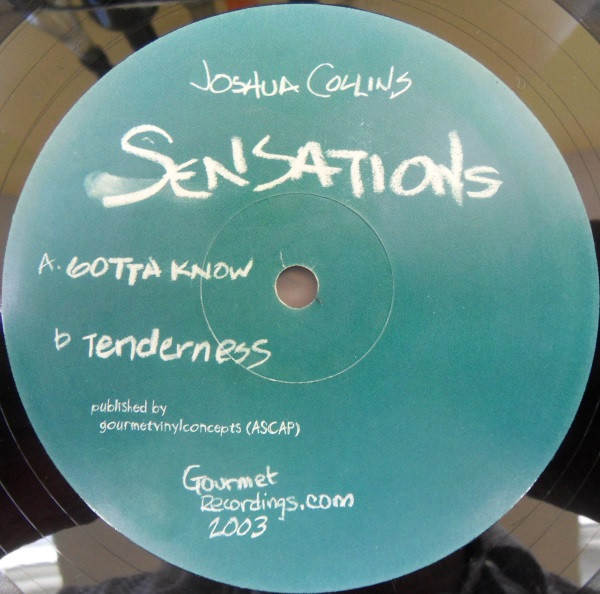 Joshua Collins
Sensations
A. GOTTA KNOW
b Tenderness
published by
gourmetvinylconcepts (ASCAP)
Gourmet
Recordings.com
2003